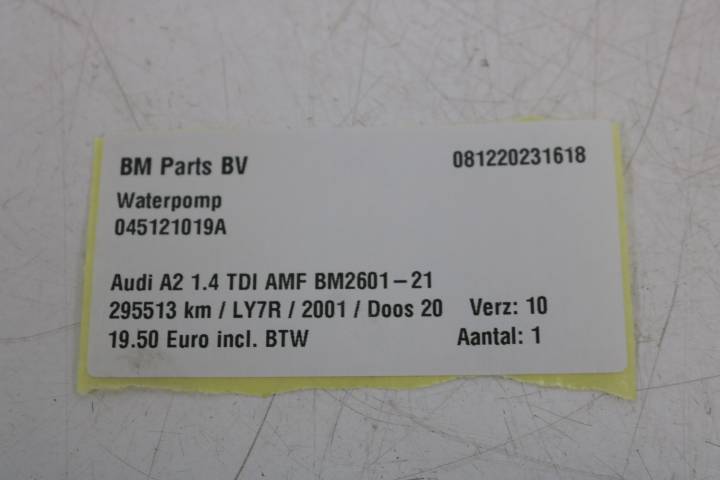 BM Parts BV 081220231618
Waterpomp
045121019A
Audi A2 1.4 TDI AMF BM2601-21
295513 km / LY7R / 2001 / Doos 20 Verz: 10
19.50 Euro incl. BTW Aantal: 1